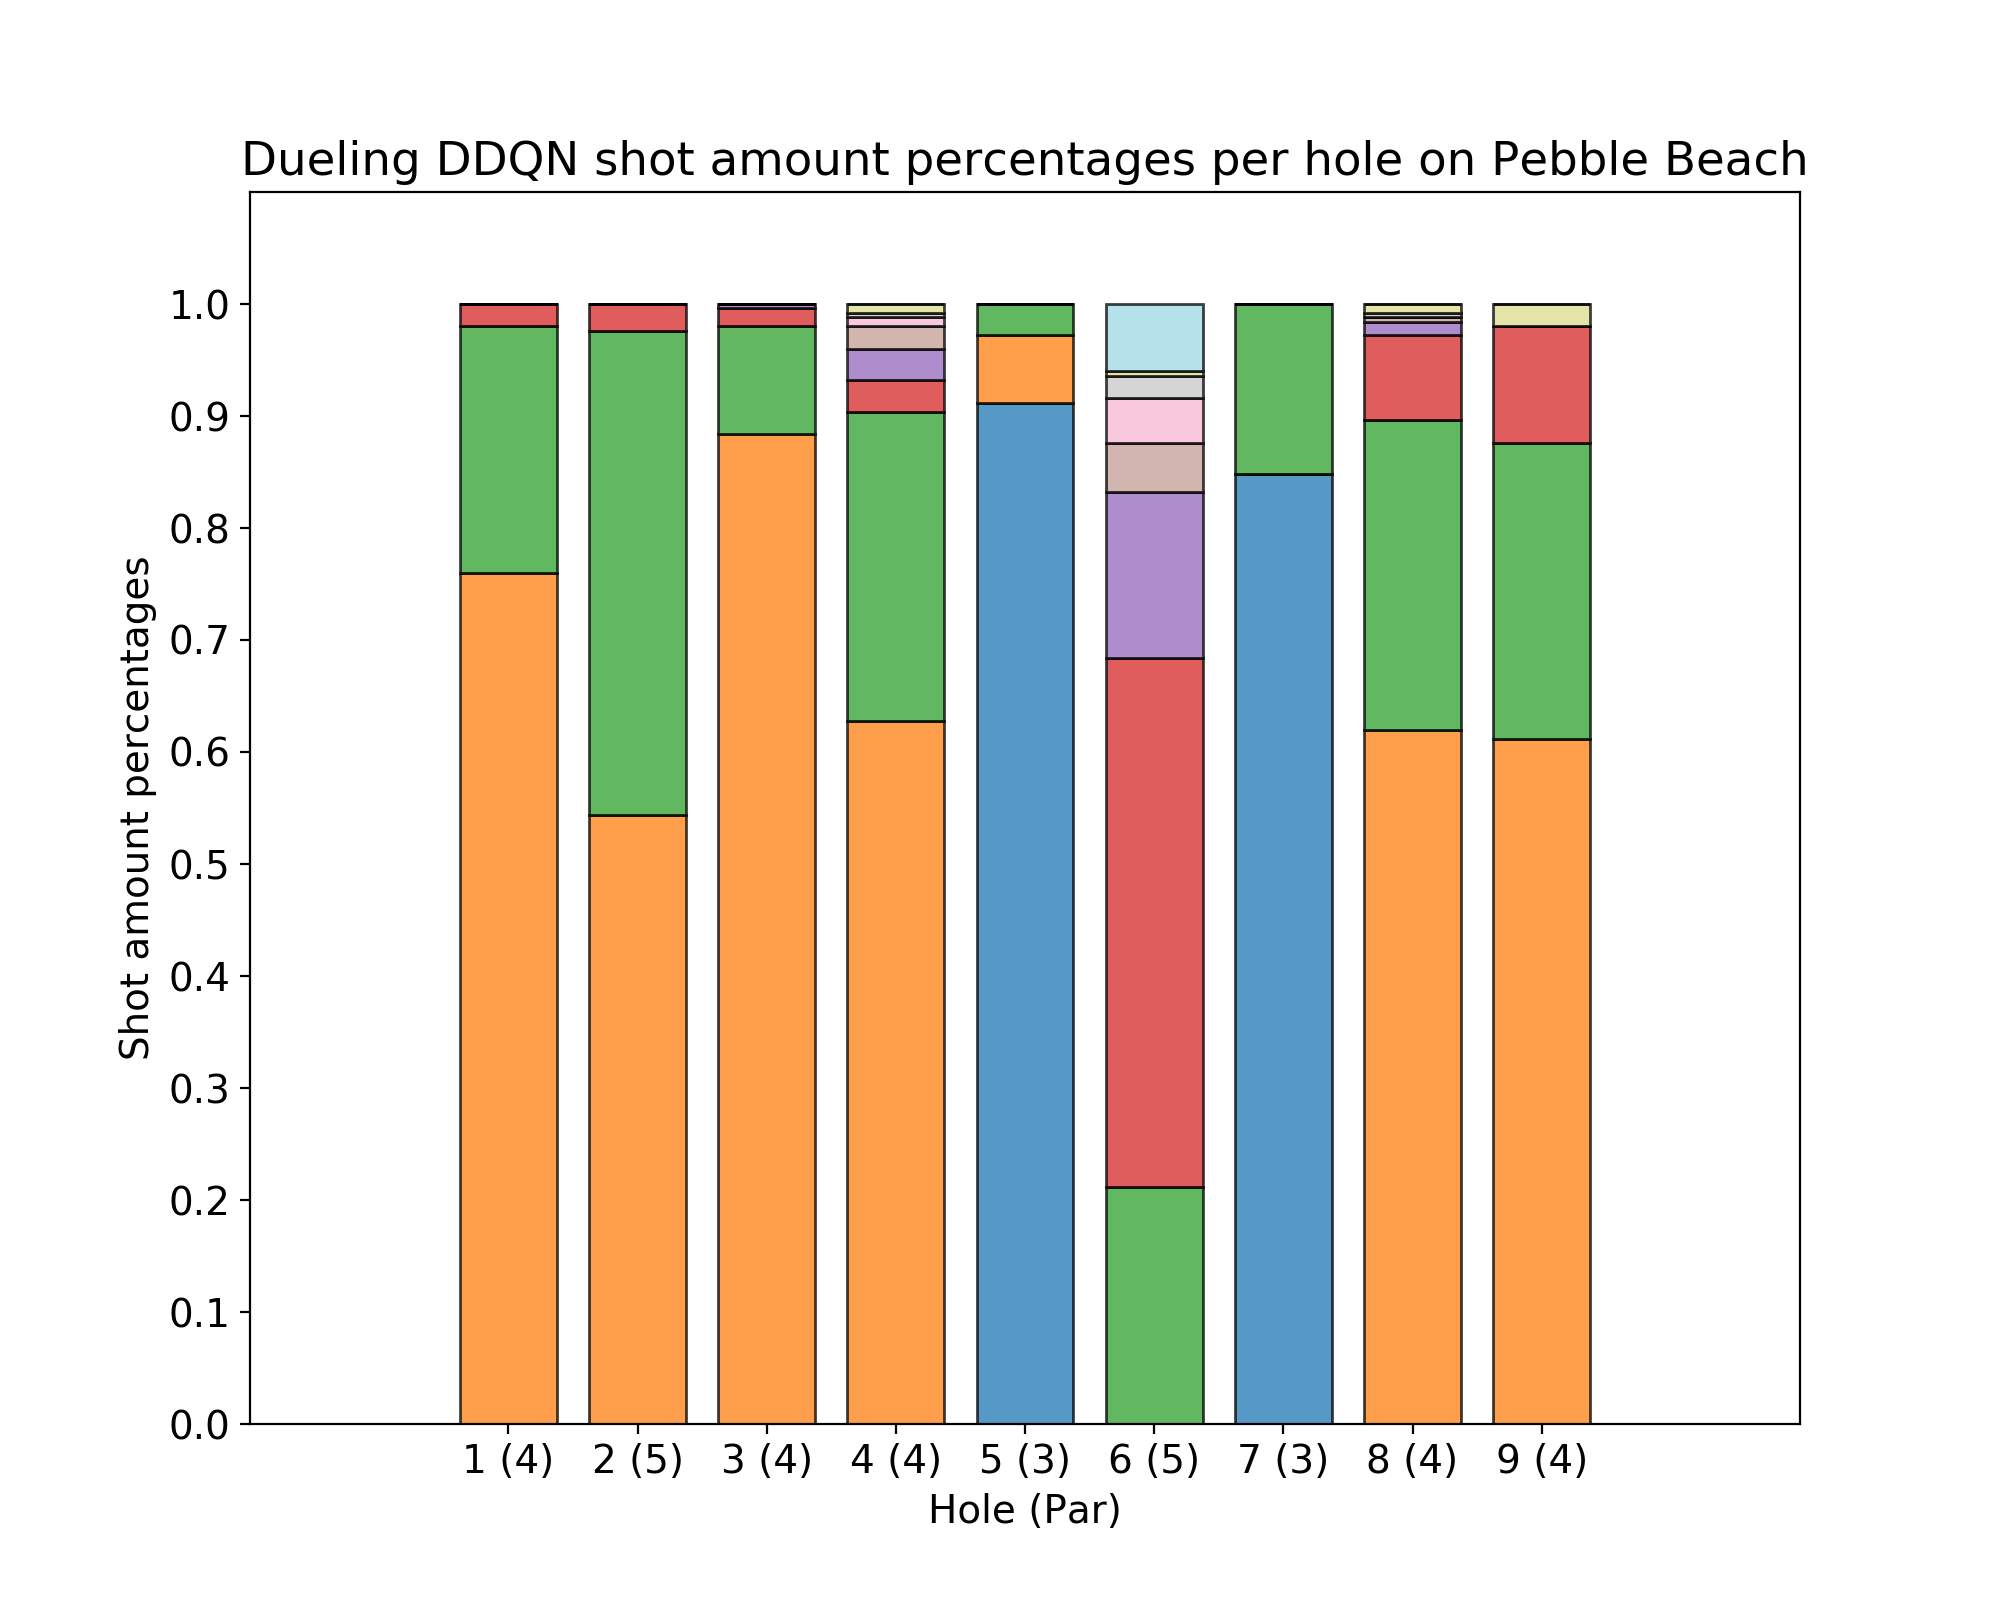 Dueling DDQN shot amount percentages per hole on Pebble Beach
Shot amount percentages
1.0
0.9
0.8
0.7
0.6
0.5
0.4
0.3
0.2
0.1
0.0
1 (4) 2 (5) 3 (4) 4 (4) 5 (3) 6 (5) 7 (3) 8 (4) 9 (4)
Hole (Par)